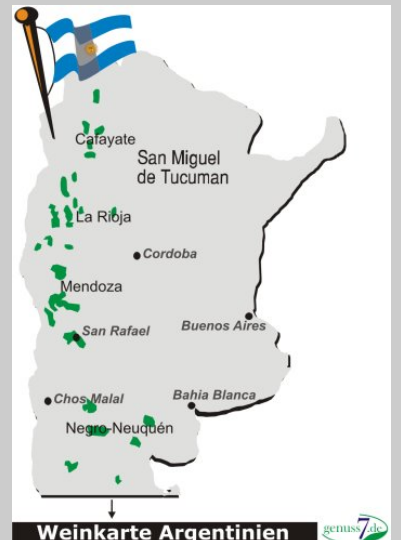 Cafayate
San Miguel
de Tucuman
La Rioja
Cordoba
Mendoza
San Rafael
Buenos Aires
Chos Malal
Bahia Blanca
Negro-Neuquén
Weinkarte Argentinien
genuss7.de